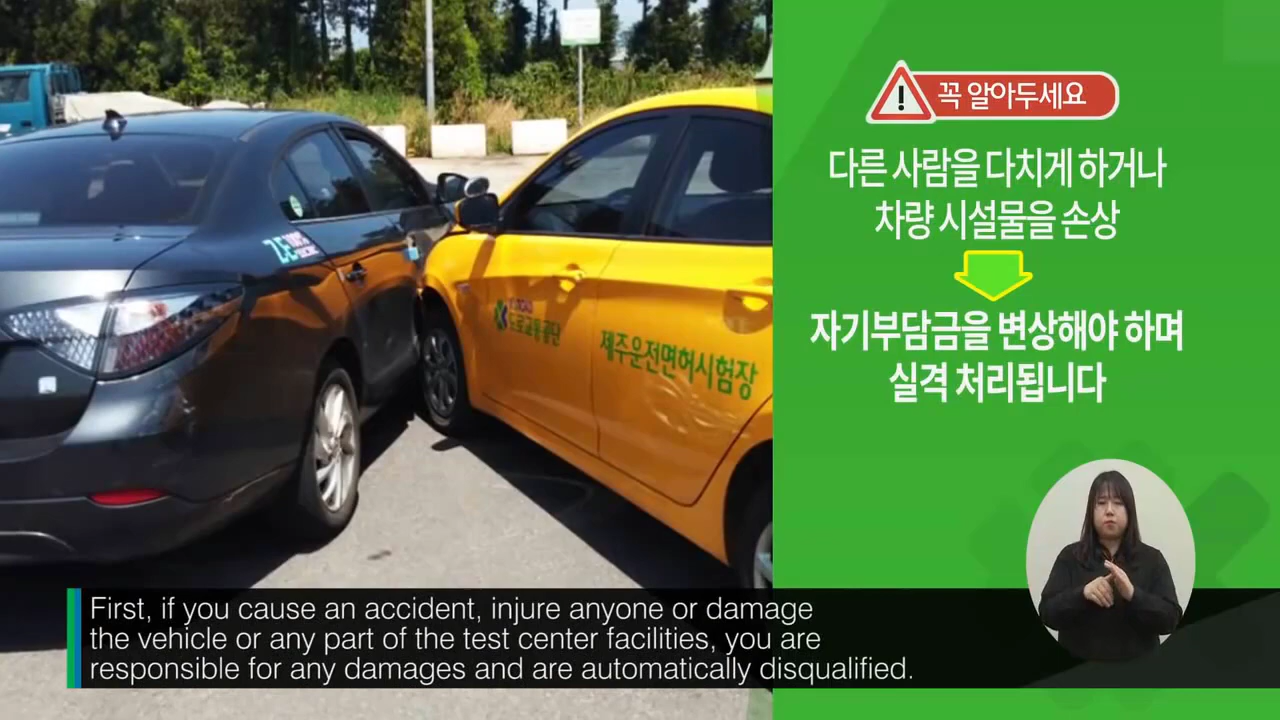 꼭 알아두세요
다른 사람을 다치게 하거나
차량 시설물을 손상
자기부담금을 변상해야 하며
실격 처리됩니다
도로교통공단
제주운전면허시험장
First, if you cause an accident, injure anyone or damage
the vehicle or any part of the test center facilities, you are
responsible for any damages and are automatically disqualified.